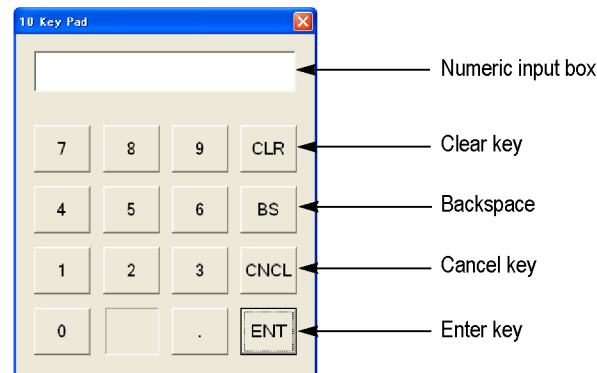 10 Key Pad
Numeric input box
7 8 9 CLR Clear key
4 5 6 BS Backspace
1 2 3 CNCL Cancel key
0 . ENT Enter key